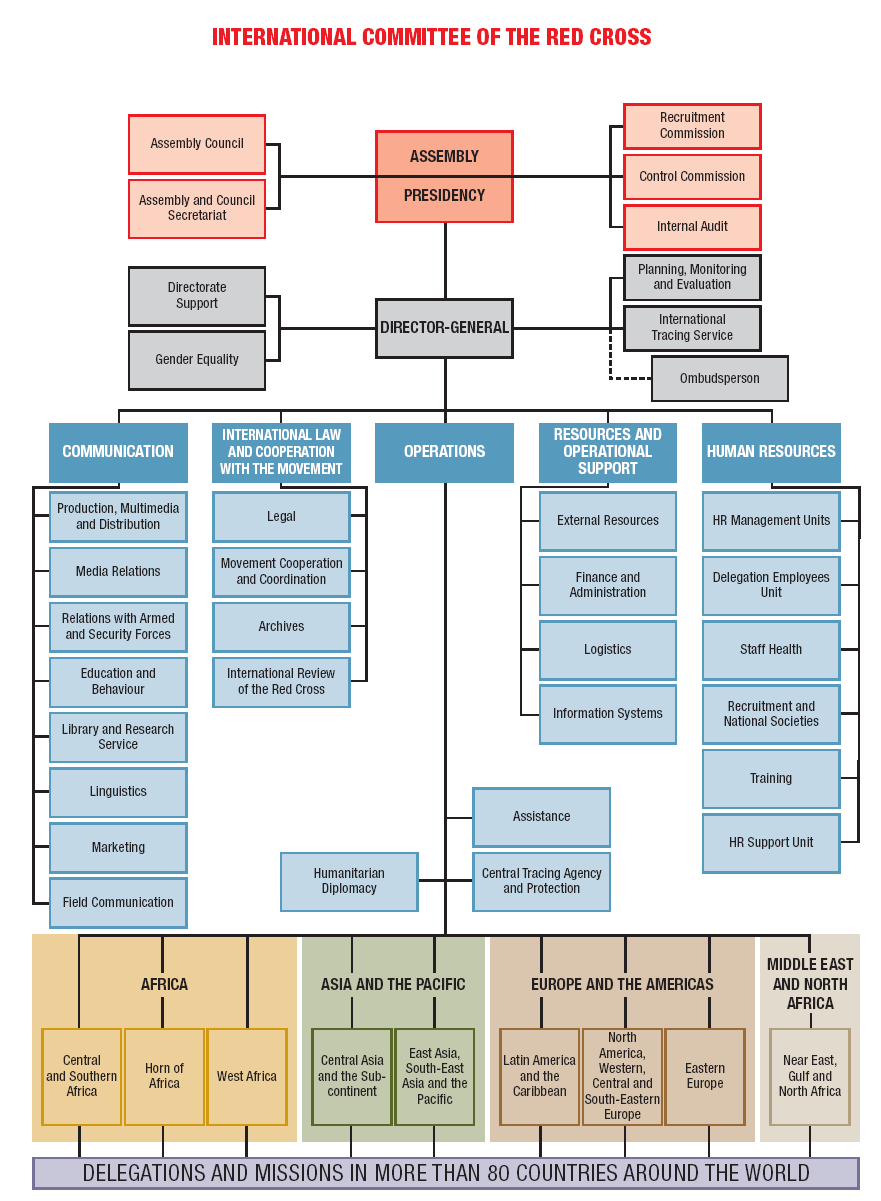 INTERNATIONAL COMMITTEE OF THE RED CROSS
Assembly Council
Assembly and Council
Secretariat
ASSEMBLY
PRESIDENCY
Recruitment
Commission
Control Commission
Internal Audit
Directorate
Support
Gender Equality
DIRECTOR-GENERAL
Planning, Monitoring
and Evaluation
International
Tracing Service
Ombudsperson
COMMUNICATION
INTERNATIONAL LAW
AND COOPERATION
WITH THE MOVEMENT
OPERATIONS
RESOURCES AND
OPERATIONAL
SUPPORT
HUMAN RESOURCES
Production, Multimedia
and Distribution
Media Relations
Relations with Armed
and Security Forces
Education and
Behaviour
Library and Research
Service
Linguistics
Marketing
Field Communication
Legal
Movement Cooperation
and Coordination
Archives
International Review
of the Red Cross
External Resources
Finance and
Administration
Logistics
Information Systems
HR Management Units
Delegation Employees
Unit
Staff Health
Recruitment and
National Societies
Training
HR Support Unit
Assistance
Humanitarian
Diplomacy
Central Tracing Agency
and Protection
AFRICA
Central
and Southern
Africa
Horn of
Africa
West Africa
ASIA AND THE PACIFIC
Central Asia
and the Sub-
continent
East Asia,
South-East
Asia and the
Pacific
EUROPE AND THE AMERICAS
Latin America
and the
Caribbean
North
America,
Western,
Central and
South-Eastern
Europe
Eastern
Europe
MIDDLE EAST
AND NORTH
AFRICA
Near East,
Gulf and
North Africa
DELEGATIONS AND MISSIONS IN MORE THAN 80 COUNTRIES AROUND THE WORLD